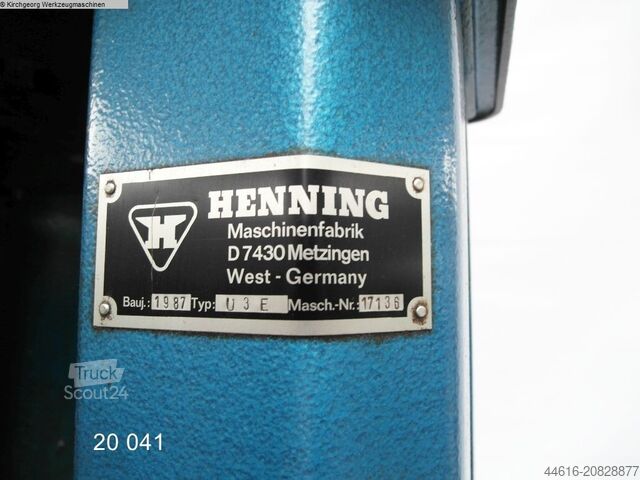 © Kirchgeorg Werkzeugmaschinen
H
HENNING
Maschinenfabrik
D 7430 Metzingen
West - Germany
Bauj.: 1987 Typ: U 3 E Masch.-Nr.: 17136
Truck
Scout24
20 041
44616-20828877